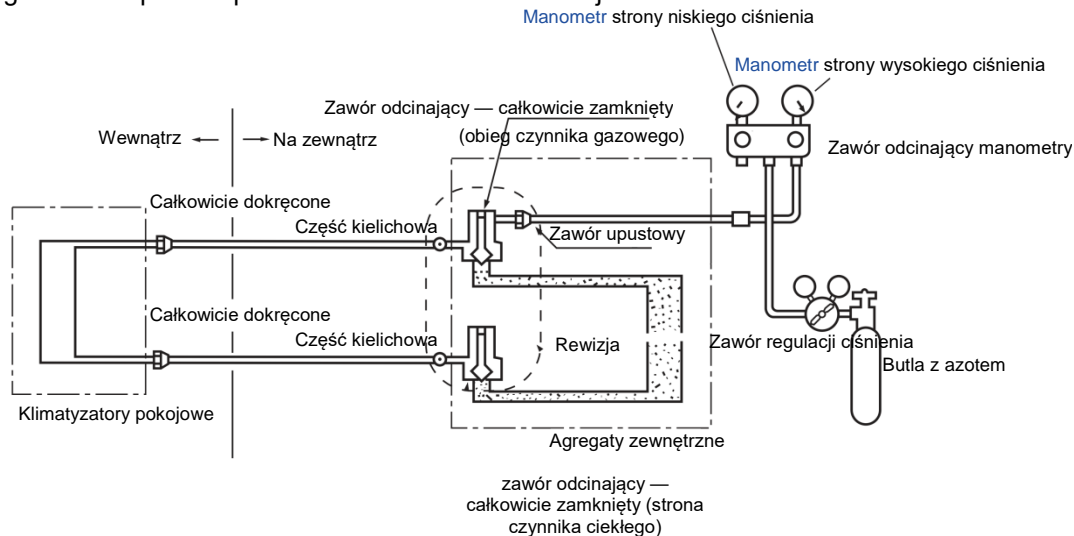 Manometr strony niskiego ciśnienia
Manometr strony wysokiego ciśnienia
Zawór odcinający — całkowicie zamknięty
(obieg czynnika gazowego)
Wewnątrz
Na zewnątrz
Zawór odcinający manometry
Całkowicie dokręcone
Część kielichowa
Zawór upustowy
Całkowicie dokręcone
Część kielichowa
Rewizja
Zawór regulacji ciśnienia
Butla z azotem
Klimatyzatory pokojowe
Agregaty zewnętrzne
zawór odcinający —
całkowicie zamknięty (strona
czynnika ciekłego)